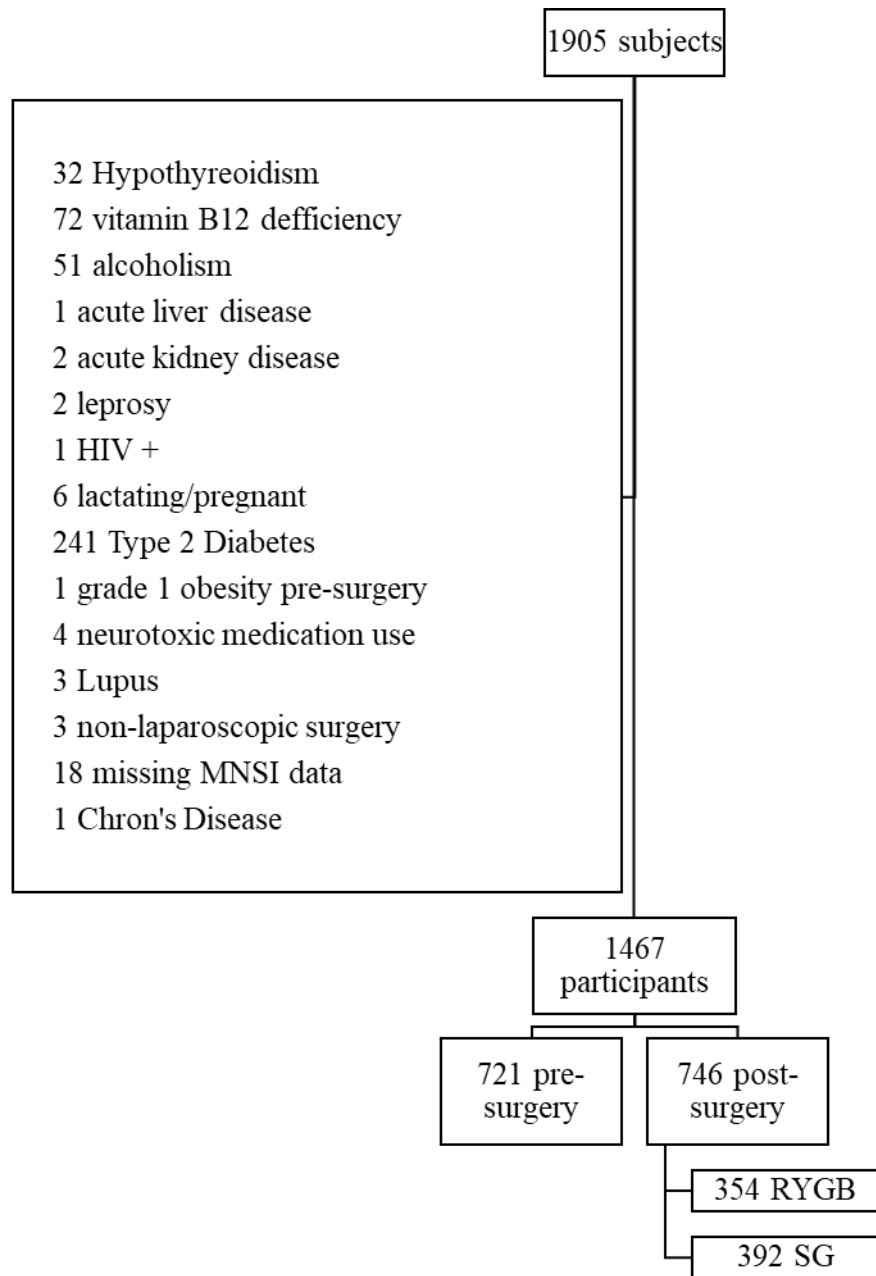 1905 subjects
32 Hypothyreoidism
72 vitamin B12 defficiency
51 alcoholism
1 acute liver disease
2 acute kidney disease
2 leprosy
1 HIV +
6 lactating/pregnant
241 Type 2 Diabetes
1 grade 1 obesity pre-surgery
4 neurotoxic medication use
3 Lupus
3 non-laparoscopic surgery
18 missing MNSI data
1 Chron's Disease
1467
participants
721 pre-
surgery
746 post-
surgery
354 RYGB
392 SG